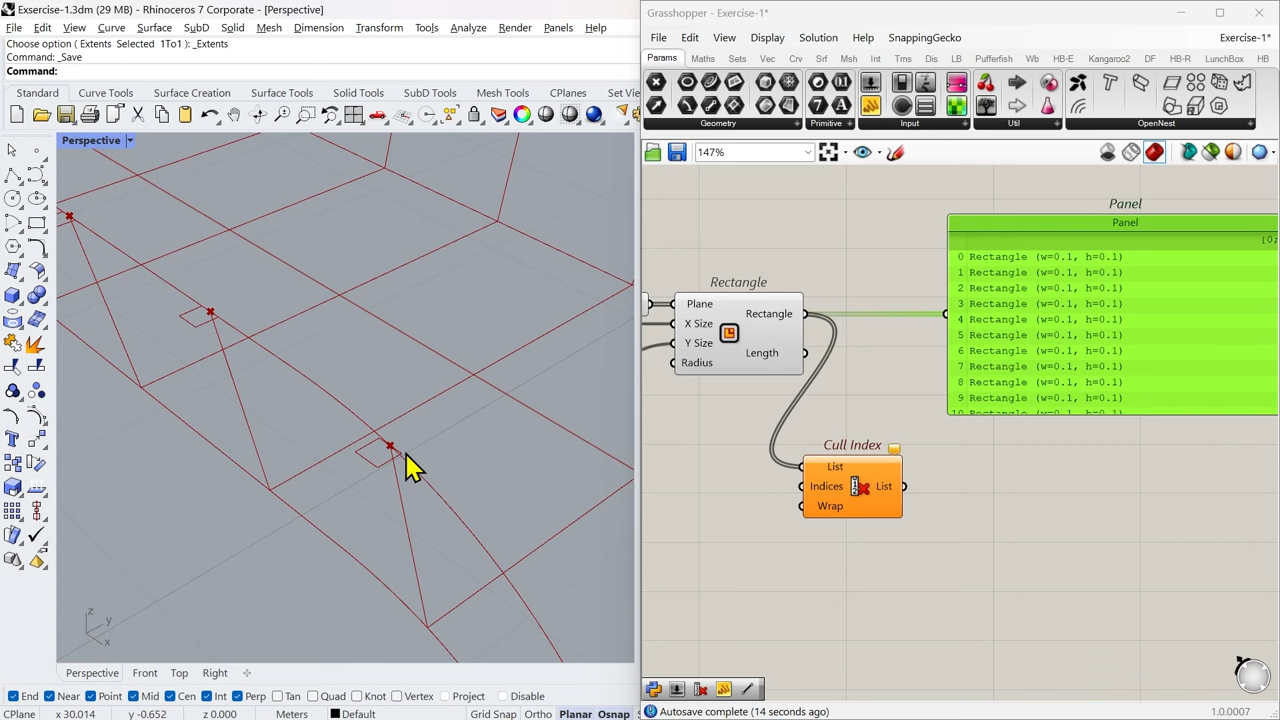 Exsercise-1.3dm (29 MB) - Rhinoceros 7 Corporate - [Perspective]
File Edit View Curve Surface SubD Solid Mesh Dimension Transform Tools Analyze Render Panels Help
Choose option ( Extents Selected 1To1 ): _Extents
Command: _Save
Command:
Standard Curve Tools Surface Creation Surface Tools Solid Tools SubD Tools Mesh Tools CPlanes Set Vie
Perspective
z
y
x
Perspective Front Top Right
End Near Point Mid Cen Int Perp Tan Quad Knot Vertex Project Disable
CPlane x 30.014 y -0.652 z 0.000 Meters Default Grid Snap Ortho Planar Osnap
Grasshopper - Exercise-1*
File Edit View Display Solution Help SnappingGecko Exercise-1*
Params Maths Sets Vec Crv Srf Msh Int Trns Dis LB Pufferfish Wb HB-E Kangaroo2 DF HB-R LunchBox HB
Geometry Primitive Input Util OpenNest
147%
Panel
Panel
{0;
0 Rectangle (w=0.1, h=0.1)
1 Rectangle (w=0.1, h=0.1)
2 Rectangle (w=0.1, h=0.1)
3 Rectangle (w=0.1, h=0.1)
4 Rectangle (w=0.1, h=0.1)
5 Rectangle (w=0.1, h=0.1)
6 Rectangle (w=0.1, h=0.1)
7 Rectangle (w=0.1, h=0.1)
8 Rectangle (w=0.1, h=0.1)
9 Rectangle (w=0.1, h=0.1)
10 Rectangle (w=0.1, h=0.1)
Rectangle
Plane
X Size
Y Size
Radius
Rectangle
Length
Cull Index
List
Indices
Wrap
List
Autosave complete (14 seconds ago)
1.0.0007